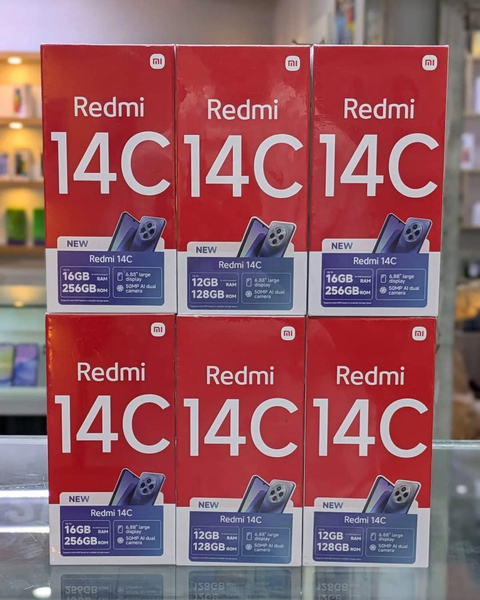 mi
Redmi
14C
NEW
Redmi 14C
16GB RAM
256GB ROM
6.88" large
display
50MP AI dual
camera
mi
Redmi
14C
NEW
Redmi 14C
12GB RAM
128GB ROM
6.88" large
display
50MP AI dual
camera
mi
Redmi
14C
NEW
Redmi 14C
16GB RAM
256GB ROM
6.88" large
display
50MP AI dual
camera
mi
Redmi
14C
NEW
Redmi 14C
16GB RAM
256GB ROM
6.88" large
display
50MP AI dual
camera
mi
Redmi
14C
NEW
Redmi 14C
12GB RAM
128GB ROM
6.88" large
display
50MP AI dual
camera
mi
Redmi
14C
NEW
Redmi 14C
12GB RAM
128GB ROM
6.88" large
display
50MP AI dual
camera